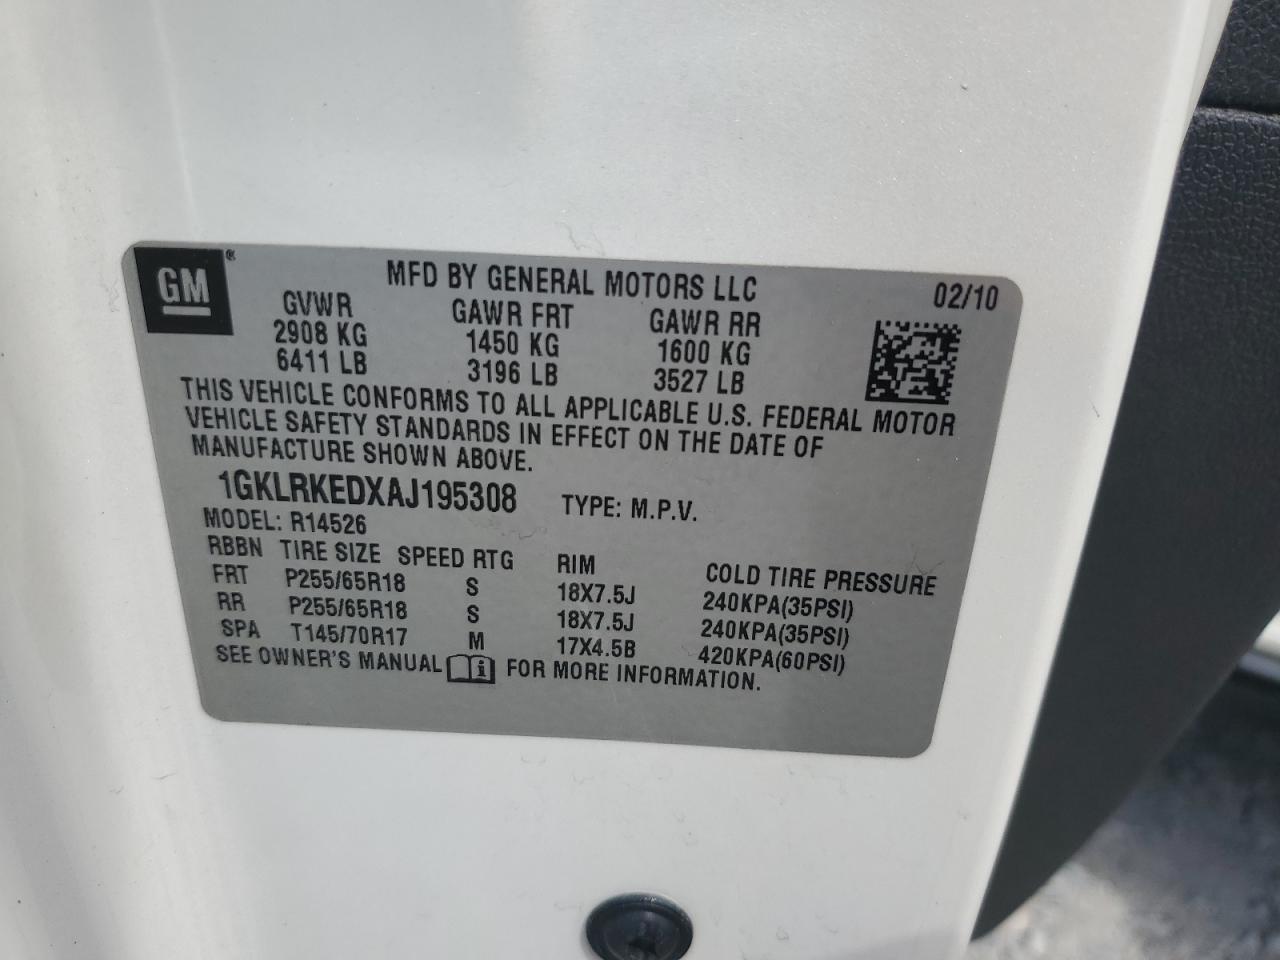 GM®
MFD BY GENERAL MOTORS LLC 02/10
GVWR GAWR FRT GAWR RR
2908 KG 1450 KG 1600 KG
6411 LB 3196 LB 3527 LB
THIS VEHICLE CONFORMS TO ALL APPLICABLE U.S. FEDERAL MOTOR
VEHICLE SAFETY STANDARDS IN EFFECT ON THE DATE OF
MANUFACTURE SHOWN ABOVE.
1GKLRKEDXAJ195308 TYPE: M.P.V.
MODEL: R14526
RBBN TIRE SIZE SPEED RTG RIM COLD TIRE PRESSURE
FRT P255/65R18 S 18X7.5J 240KPA(35PSI)
RR P255/65R18 S 18X7.5J 240KPA(35PSI)
SPA T145/70R17 M 17X4.5B 420KPA(60PSI)
SEE OWNER'S MANUAL i FOR MORE INFORMATION.